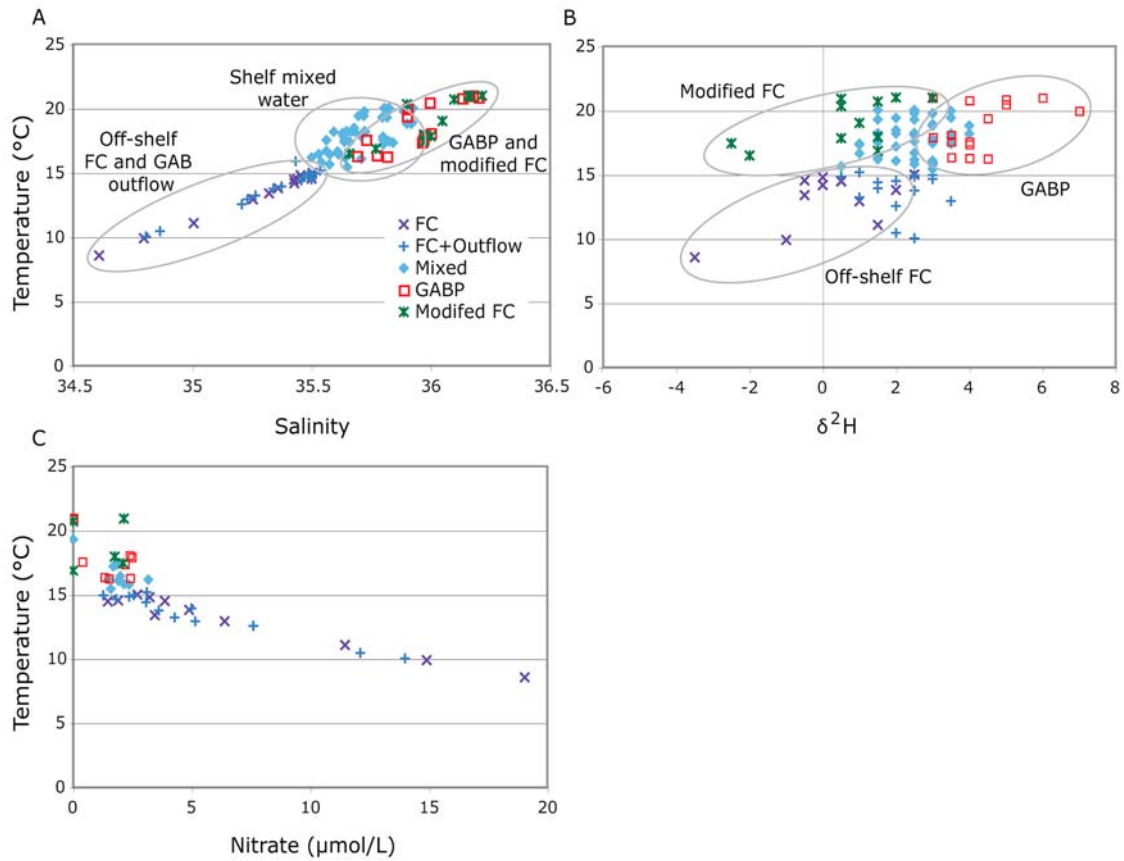 A
25
20
15
10
5
0
34.5
35
35.5
36
36.5
Temperature (°C)
Salinity
Shelf mixed
water
Off-shelf
FC and GAB
outflow
GABP and
modified FC
FC
FC+Outflow
Mixed
GABP
Modifed FC
B
25
20
15
10
5
0
-6
-4
-2
0
2
4
6
8
Temperature (°C)
δ²H
Modified FC
GABP
Off-shelf FC
C
25
20
15
10
5
0
0
5
10
15
20
Temperature (°C)
Nitrate (µmol/L)